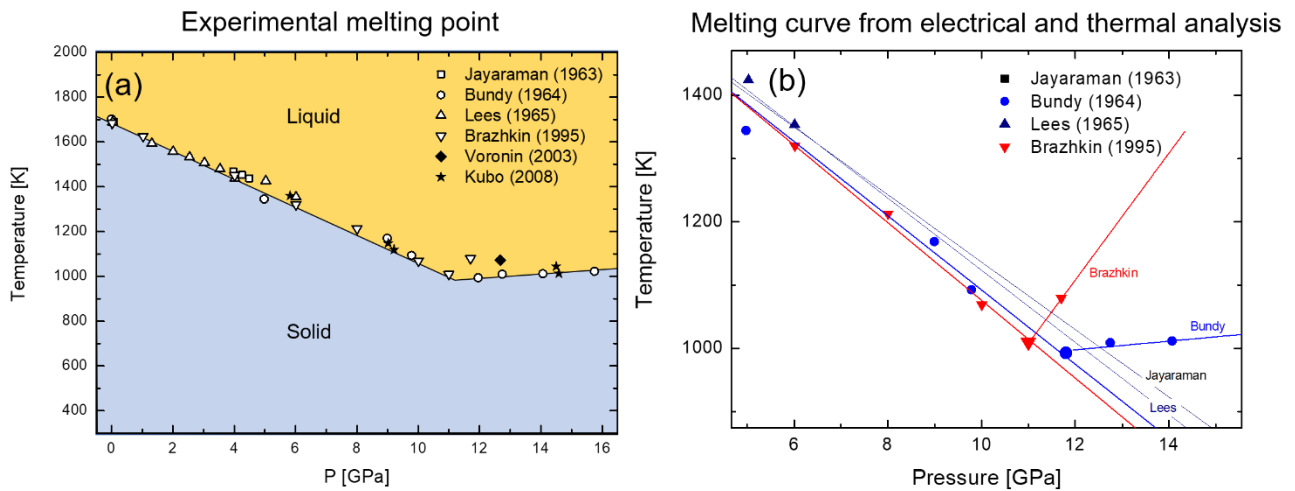 Experimental melting point
(a)
Jayaraman (1963)
Bundy (1964)
Lees (1965)
Brazhkin (1995)
Voronin (2003)
Kubo (2008)
Liquid
Solid
Temperature [K]
2000
1800
1600
1400
1200
1000
800
600
400
0
2
4
6
8
10
12
14
16
P [GPa]
Melting curve from electrical and thermal analysis
(b)
Jayaraman (1963)
Bundy (1964)
Lees (1965)
Brazhkin (1995)
Brazhkin
Bundy
Jayaraman
Lees
Temperature [K]
1400
1200
1000
6
8
10
12
14
Pressure [GPa]